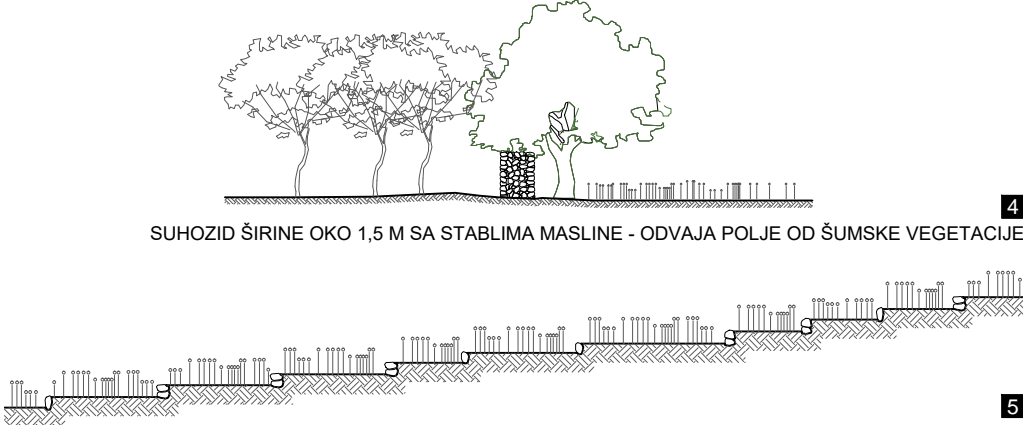 4
SUHOZID ŠIRINE OKO 1,5 M SA STABLIMA MASLINE - ODVAJA POLJE OD ŠUMSKE VEGETACIJE
5